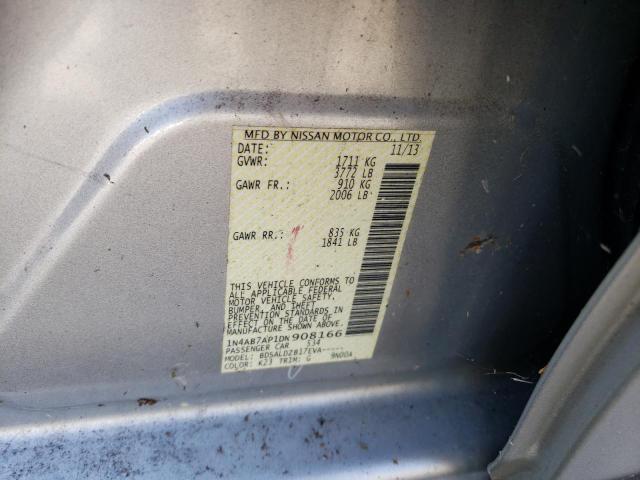 MFD BY NISSAN MOTOR CO., LTD.
DATE: 11/13
GVWR: 1711 KG
3772 LB
GAWR FR.: 910 KG
2006 LB
GAWR RR.: 835 KG
1841 LB
THIS VEHICLE CONFORMS TO
ALL APPLICABLE FEDERAL
MOTOR VEHICLE SAFETY,
BUMPER, AND THEFT
PREVENTION STANDARDS IN
EFFECT ON THE DATE OF
MANUFACTURE SHOWN ABOVE.
1N4AB7AP1DN908166
PASSENGER CAR 534
MODEL: BDSALDZB17EVA-----
COLOR: K23 TRIM: G 9N00A